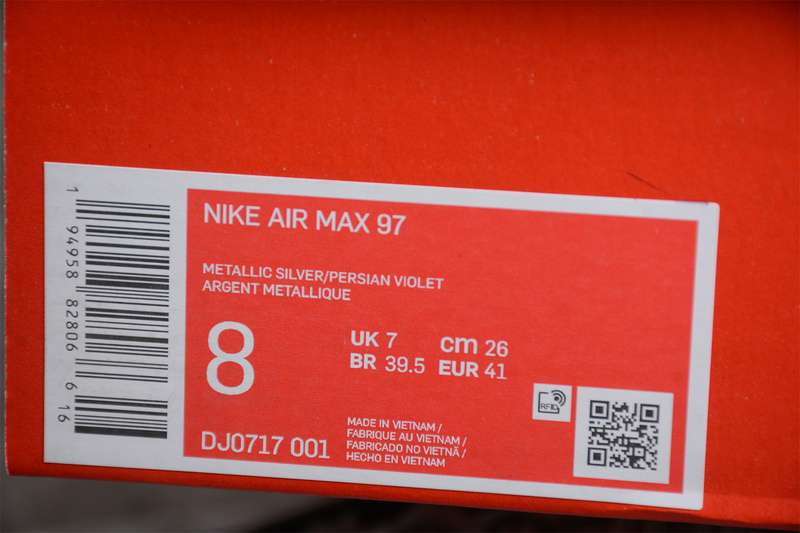 NIKE AIR MAX 97
METALLIC SILVER/PERSIAN VIOLET
ARGENT METALLIQUE
8
UK 7 cm 26
BR 39.5 EUR 41
DJ0717 001
MADE IN VIETNAM /
FABRIQUE AU VIETNAM /
FABRICADO NO VIETNÃ /
HECHO EN VIETNAM
RFID
1 94958 82806 6 16